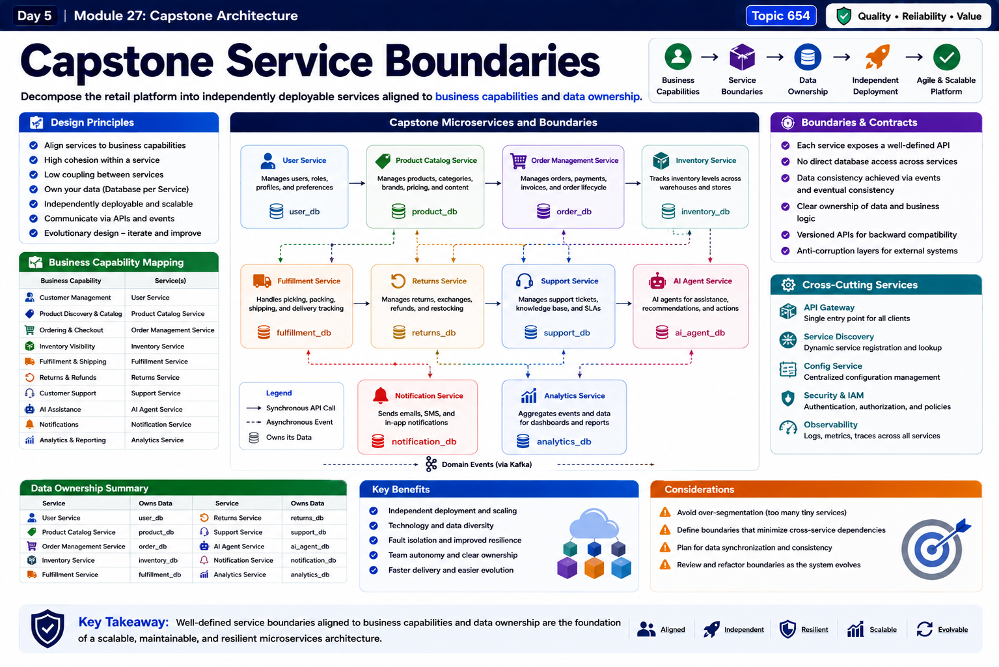 Day 5 | Module 27: Capstone Architecture
Topic 654
Quality • Reiiability • Value
Capstone Service Boundaries
Decompose the retail platform into independently deployable services aligned to business capabilities and data ownership.
Business Capabilities
Service Boundaries
Data Ownership
Independent Deployment
Agile & Scalable Platform
Design Principles
Align services to business capabilities
High cohesion within a service
Low coupling between services
Own your data (Database per Service)
Independently deployable and scalable
Communicate via APIs and events
Evolutionary design – iterate and improve
Business Capability Mapping
Business Capability Service(s)
Customer Management User Service
Product Discovery & Catalog Product Catalog Service
Ordering & Checkout Order Management Service
Inventory Visibility Inventory Service
Fulfillment & Shipping Fulfillment Service
Returns & Refunds Returns Service
Customer Support Support Service
AI Assistance AI Agent Service
Notifications Notification Service
Analytics & Reporting Analytics Service
Capstone Microservices and Boundaries
User Service
Manages users, roles,
profiles, and preferences
user_db
Product Catalog Service
Manages products, categories,
brands, pricing, and content
product_db
Order Management Service
Manages orders, payments,
invoices, and order lifecycle
order_db
Inventory Service
Tracks inventory levels across
warehouses and stores
inventory_db
Fulfillment Service
Handles picking, packing,
shipping, and delivery tracking
fulfillment_db
Returns Service
Manages returns, exchanges,
refunds, and restocking
returns_db
Support Service
Manages support tickets,
knowledge base, and SLAs
support_db
AI Agent Service
AI agents for assistance,
recommendations, and actions
ai_agent_db
Legend
Synchronous API Call
Asynchronous Event
Owns its Data
Notification Service
Sends emails, SMS, and
in-app notifications
notification_db
Analytics Service
Aggregates events and data
for dashboards and reports
analytics_db
Domain Events (via Kafka)
Boundaries & Contracts
Each service exposes a well-defined API
No direct database access across services
Data consistency achieved via events
and eventual consistency
Clear ownership of data and business
logic
Versioned APIs for backward compatibility
Anti-corruption layers for external systems
Cross-Cutting Services
API Gateway
Single entry point for all clients
Service Discovery
Dynamic service registration and lookup
Config Service
Centralized configuration management
Security & IAM
Authentication, authorization, and policies
Observability
Logs, metrics, traces across all services
Data Ownership Summary
Service Owns Data Service Owns Data
User Service user_db Returns Service returns_db
Product Catalog Service product_db Support Service support_db
Order Management Service order_db AI Agent Service ai_agent_db
Inventory Service inventory_db Notification Service notification_db
Fulfillment Service fulfillment_db Analytics Service analytics_db
Key Benefits
Independent deployment and scaling
Technology and data diversity
Fault isolation and improved resilience
Team autonomy and clear ownership
Faster delivery and easier evolution
Considerations
Avoid over-segmentation (too many tiny services)
Define boundaries that minimize cross-service dependencies
Plan for data synchronization and consistency
Review and refactor boundaries as the system evolves
Key Takeaway: Well-defined service boundaries aligned to business capabilities and data ownership are the foundation
of a scalable, maintainable, and resilient microservices architecture.
Aligned
Independent
Resilient
Scalable
Evolvable